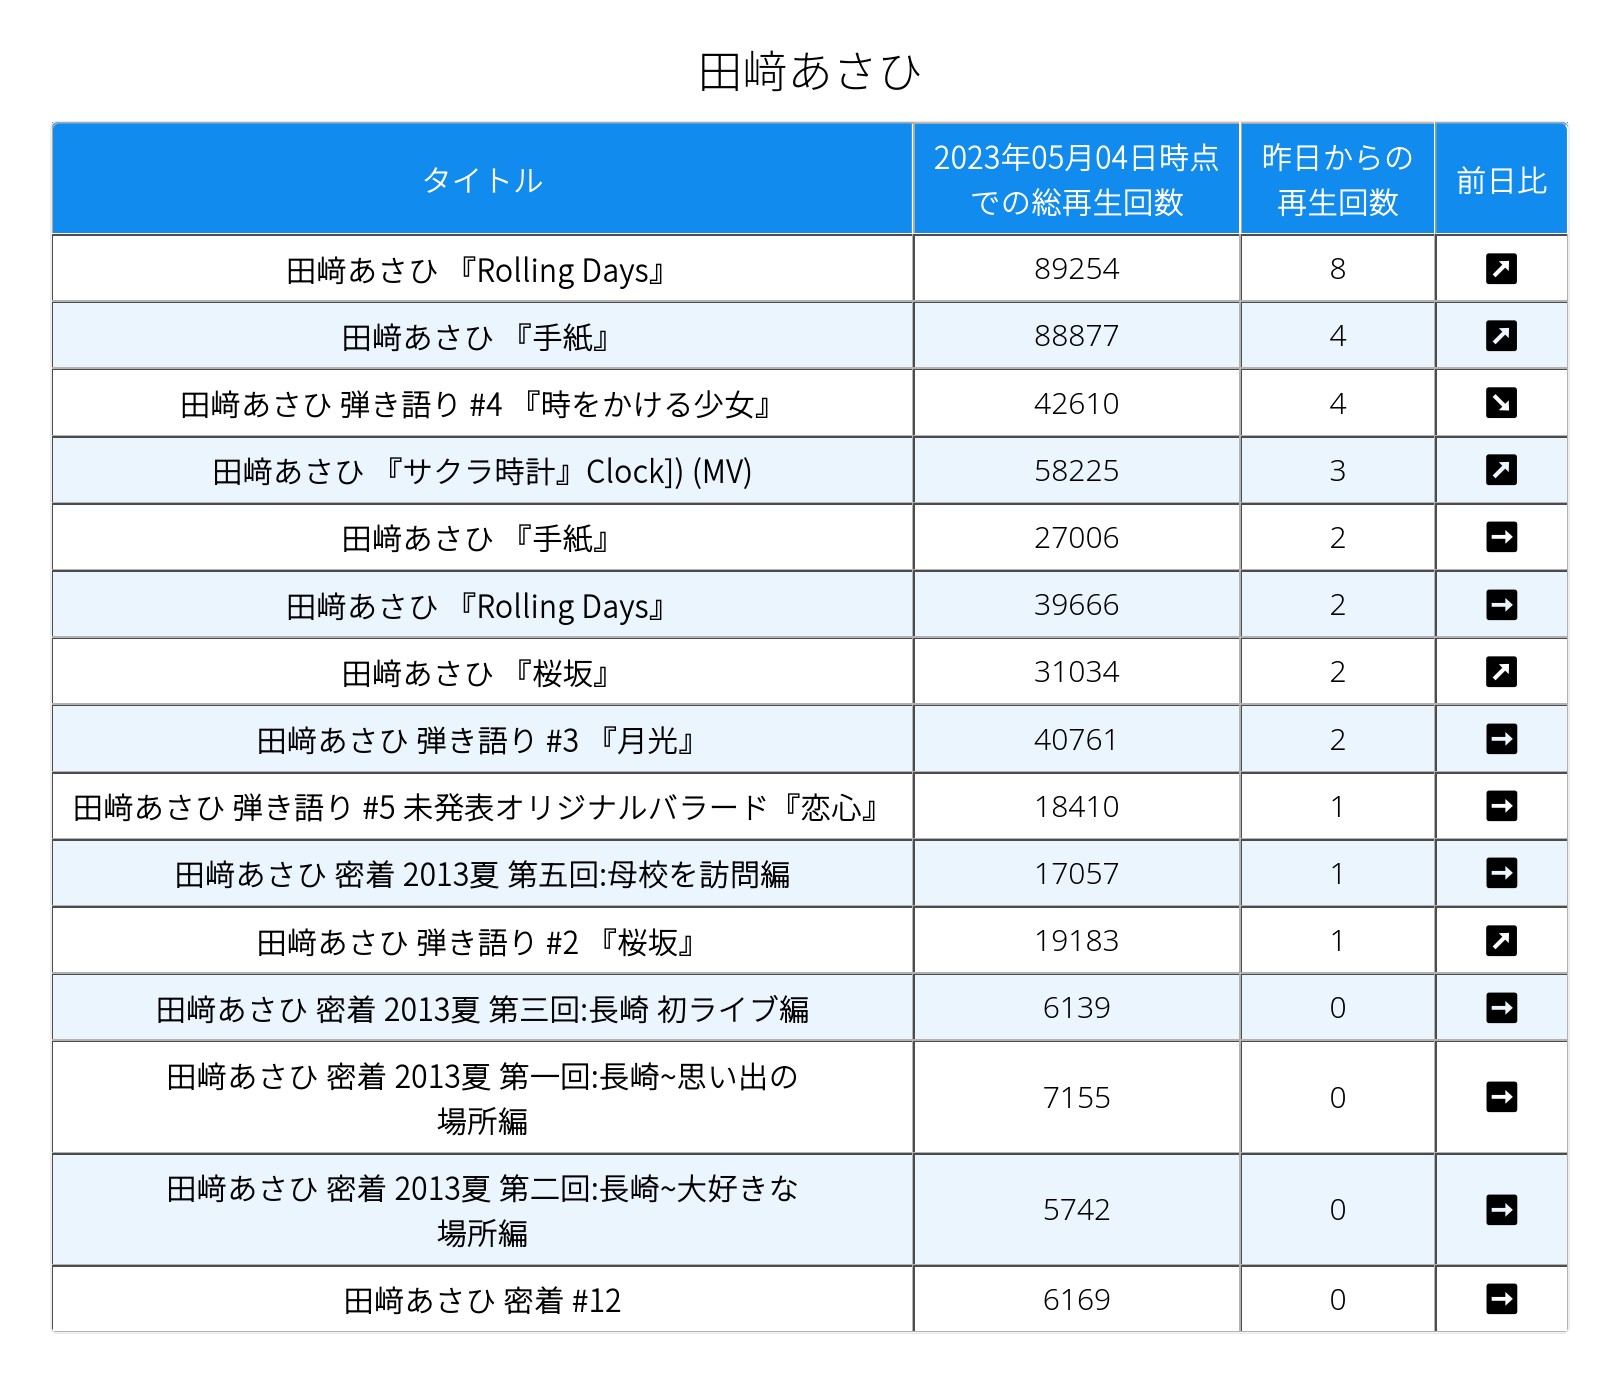 田﨑あさひ
タイトル
2023年05月04日時点
での総再生回数
昨日からの
再生回数
前日比
田﨑あさひ 『Rolling Days』 89254 8
田﨑あさひ 『手紙』 88877 4
田﨑あさひ 弾き語り #4 『時をかける少女』 42610 4
田﨑あさひ 『サクラ時計』Clock]) (MV) 58225 3
田﨑あさひ 『手紙』 27006 2
田﨑あさひ 『Rolling Days』 39666 2
田﨑あさひ 『桜坂』 31034 2
田﨑あさひ 弾き語り #3 『月光』 40761 2
田﨑あさひ 弾き語り #5 未発表オリジナルバラード『恋心』 18410 1
田﨑あさひ 密着 2013夏 第五回:母校を訪問編 17057 1
田﨑あさひ 弾き語り #2 『桜坂』 19183 1
田﨑あさひ 密着 2013夏 第三回:長崎 初ライブ編 6139 0
田﨑あさひ 密着 2013夏 第一回:長崎~思い出の
場所編 7155 0
田﨑あさひ 密着 2013夏 第二回:長崎~大好きな
場所編 5742 0
田﨑あさひ 密着 #12 6169 0